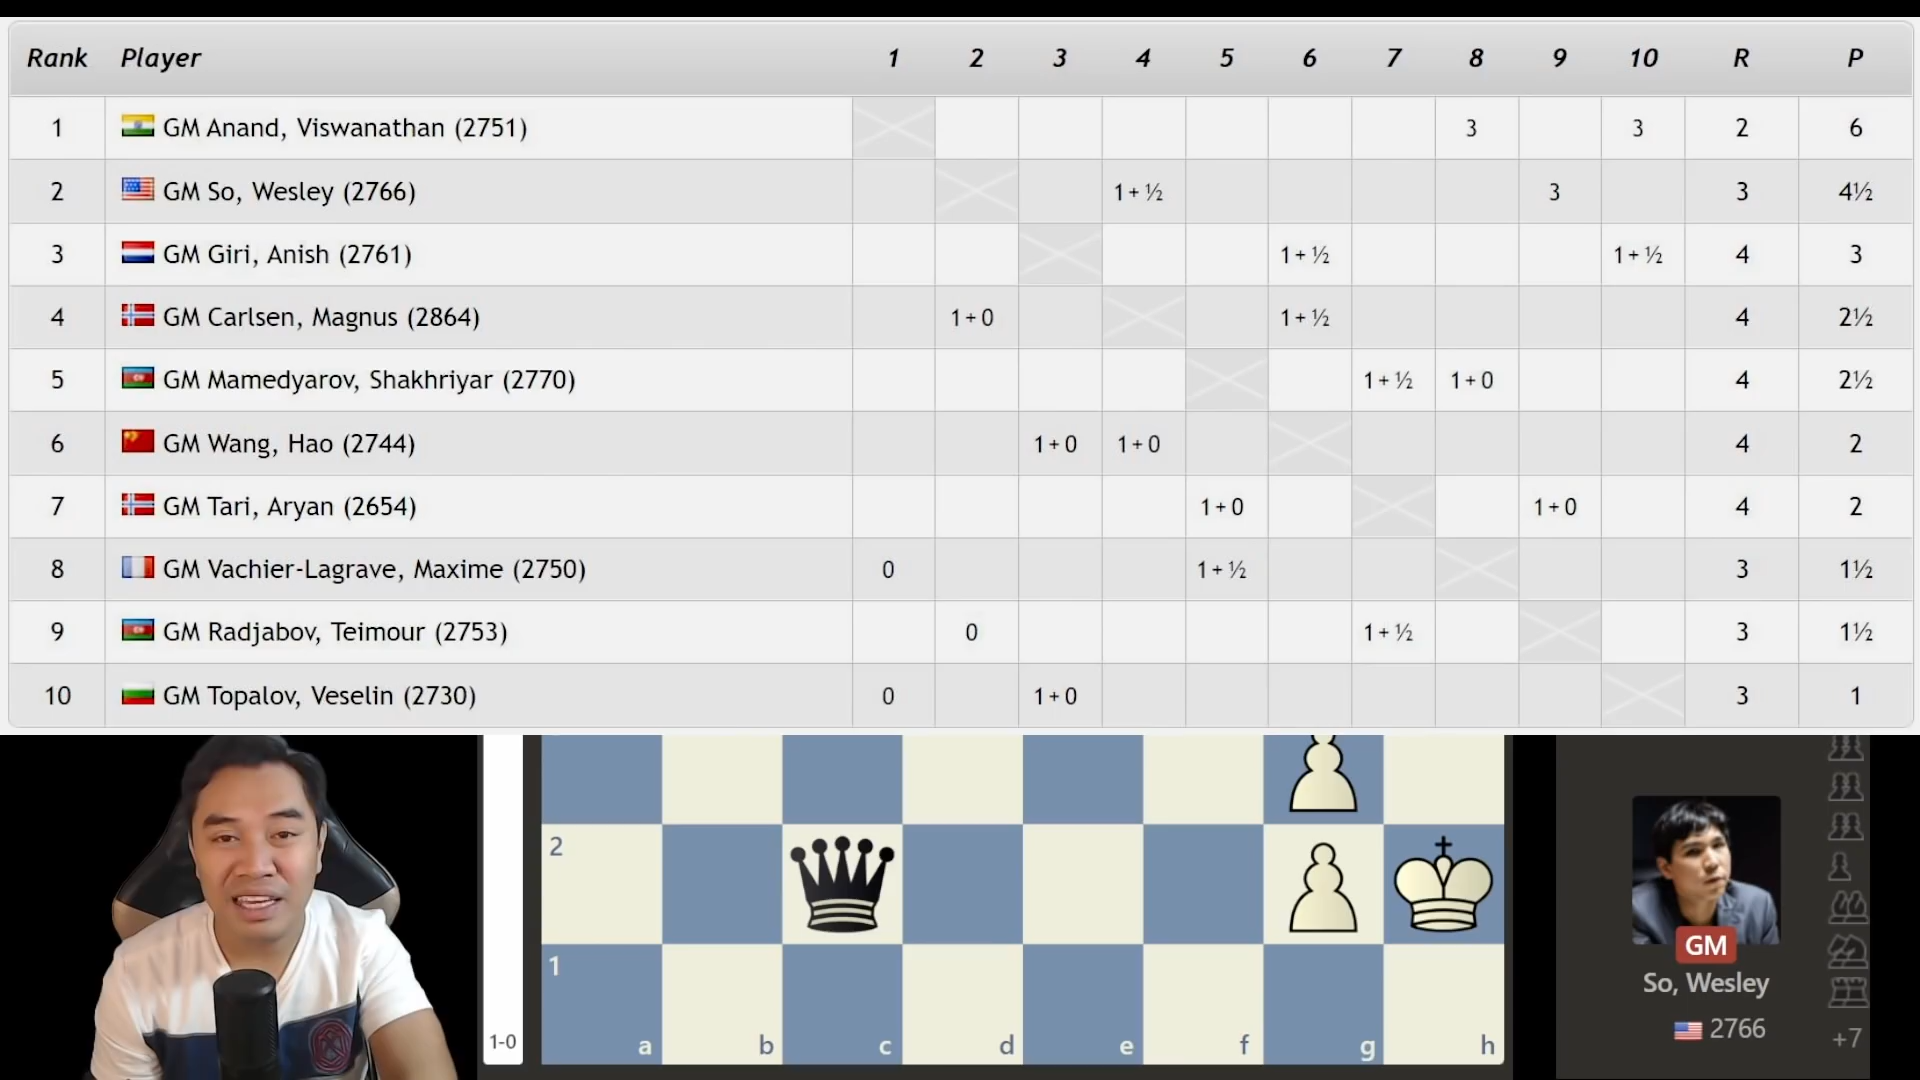 Rank Player 1 2 3 4 5 6 7 8 9 10 R P
1 GM Anand, Viswanathan (2751) 3 3 2 6
2 GM So, Wesley (2766) 1 + ½ 3 3 4½
3 GM Giri, Anish (2761) 1 + ½ 1 + ½ 4 3
4 GM Carlsen, Magnus (2864) 1 + 0 1 + ½ 4 2½
5 GM Mamedyarov, Shakhriyar (2770) 1 + ½ 1 + 0 4 2½
6 GM Wang, Hao (2744) 1 + 0 1 + 0 4 2
7 GM Tari, Aryan (2654) 1 + 0 1 + 0 4 2
8 GM Vachier-Lagrave, Maxime (2750) 0 1 + ½ 3 1½
9 GM Radjabov, Teimour (2753) 0 1 + ½ 3 1½
10 GM Topalov, Veselin (2730) 0 1 + 0 3 1
2
1
1-0
a b c d e f g h
GM
So, Wesley
2766
+7